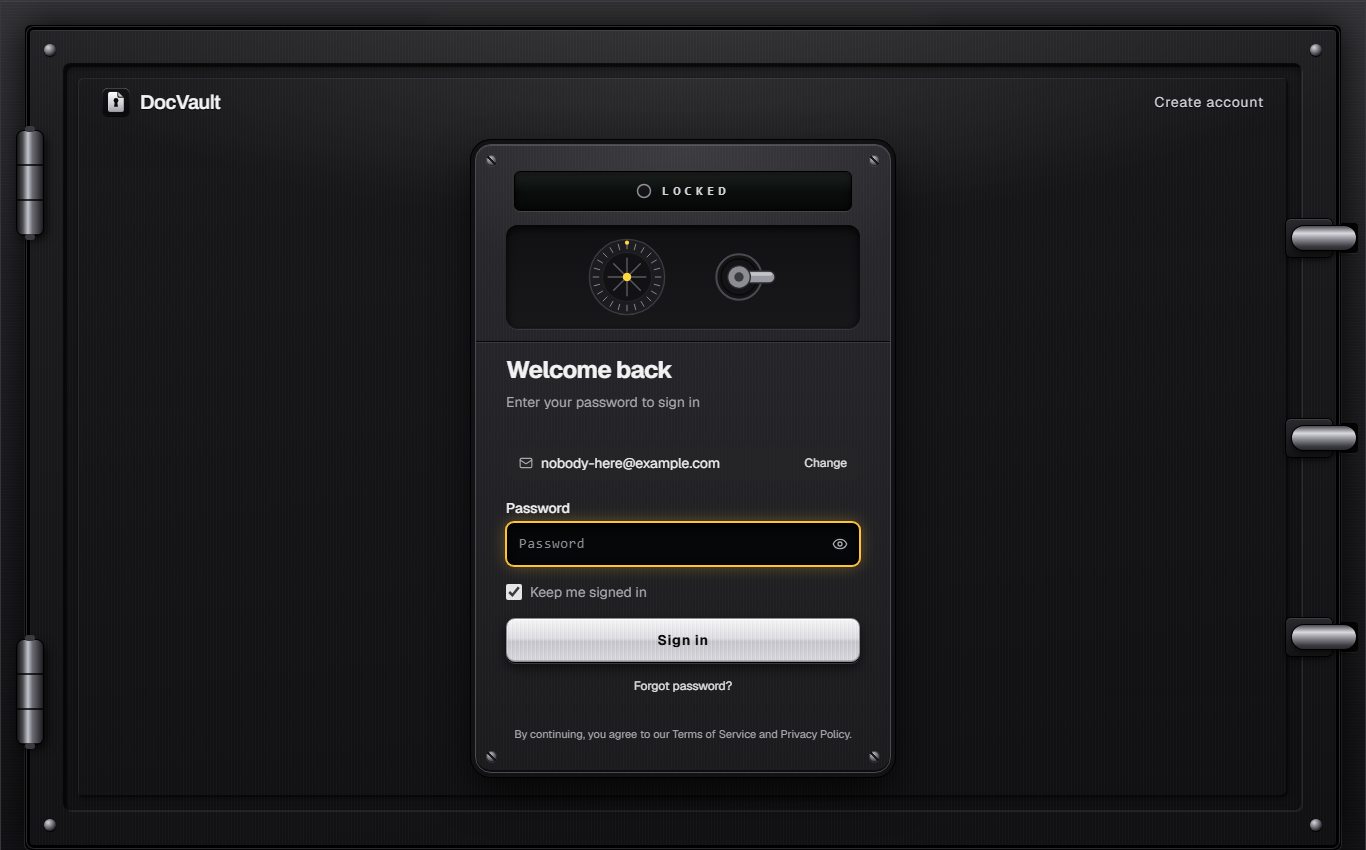 DocVault
Create account
LOCKED
Welcome back
Enter your password to sign in
nobody-here@example.com
Change
Password
Password
Keep me signed in
Sign in
Forgot password?
By continuing, you agree to our Terms of Service and Privacy Policy.